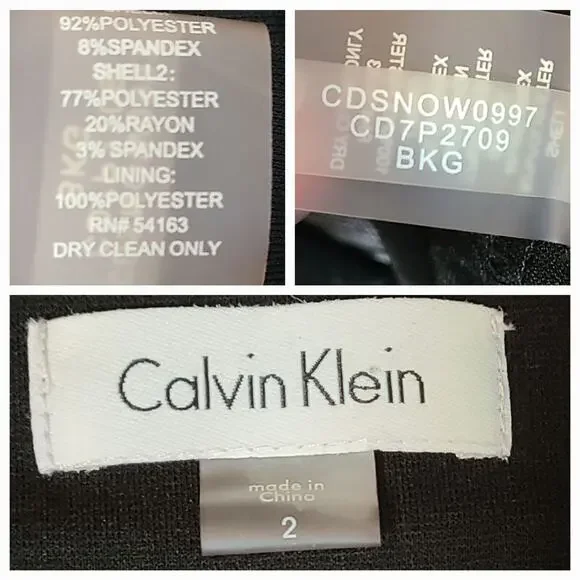 92%POLYESTER
8%SPANDEX
SHELL2:
77%POLYESTER
20%RAYON
3% SPANDEX
LINING:
100%POLYESTER
RN# 54163
DRY CLEAN ONLY
CDSNOW0997
CD7P2709
BKG
Calvin Klein
made in
China
2